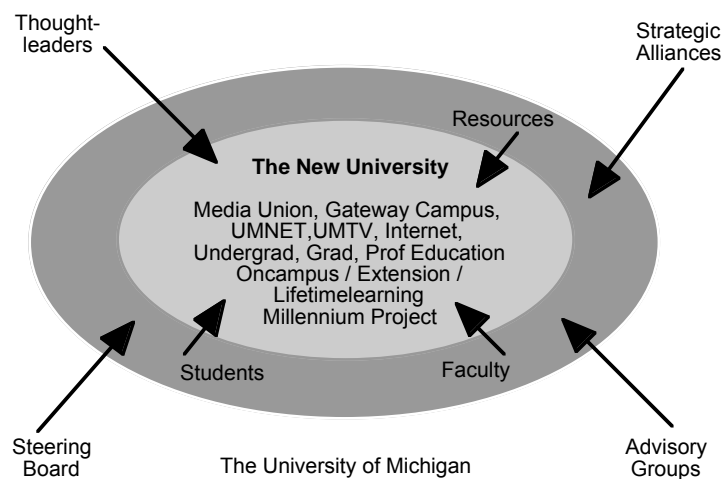 Thought-
leaders
Strategic
Alliances
Resources
The New University
Media Union, Gateway Campus,
UMNET,UMTV, Internet,
Undergrad, Grad, Prof Education
Oncampus / Extension /
Lifetimelearning
Millennium Project
Students
Faculty
Steering
Board
The University of Michigan
Advisory
Groups